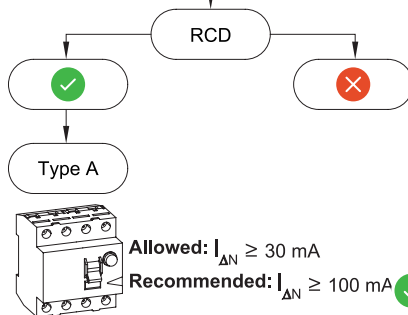 RCD
Type A
Allowed: IΔN ≥ 30 mA
Recommended: IΔN ≥ 100 mA